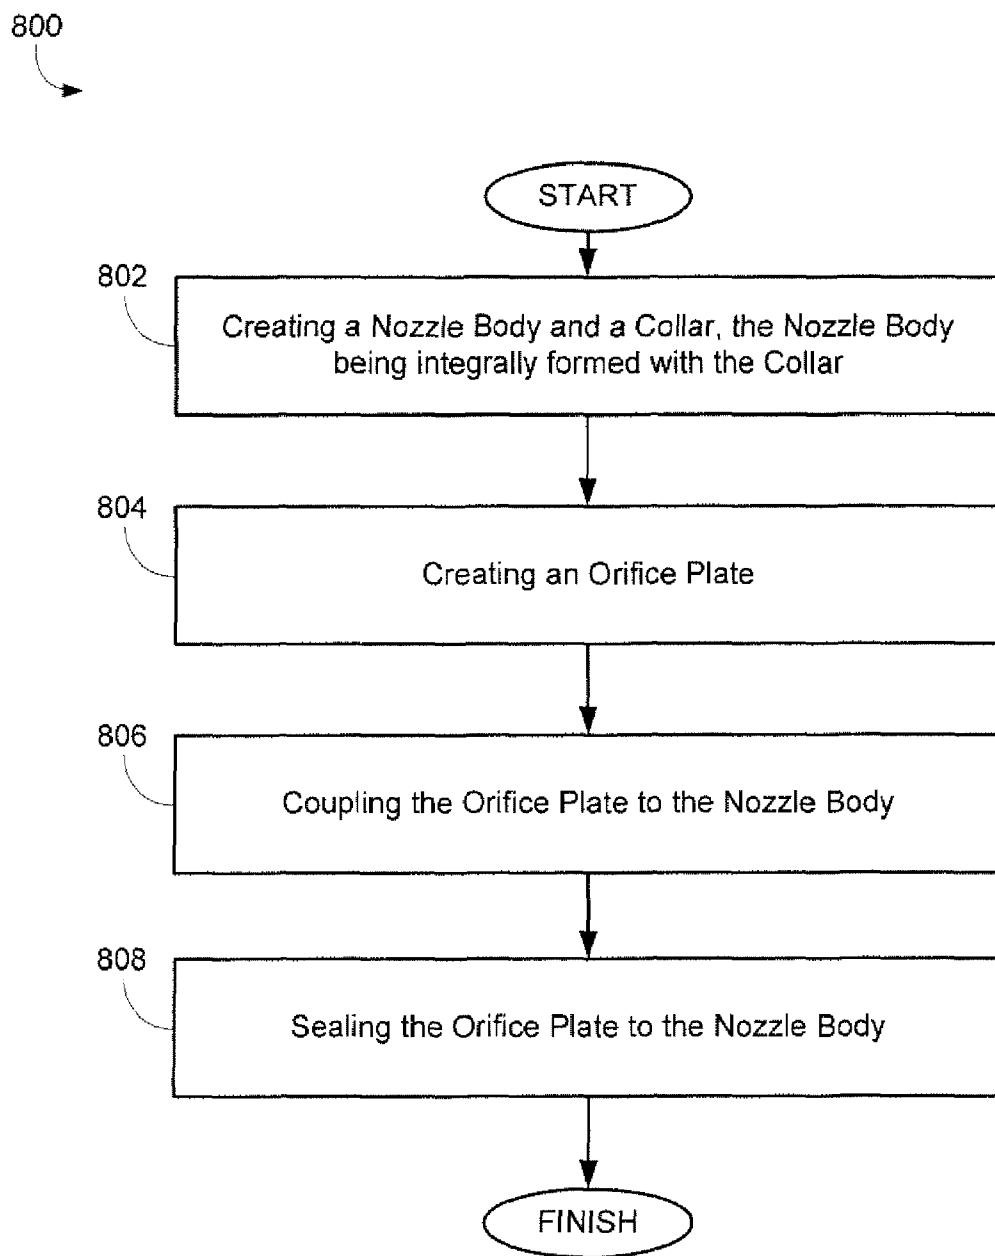 800
START
802
Creating a Nozzle Body and a Collar, the Nozzle Body
being integrally formed with the Collar
804
Creating an Orifice Plate
806
Coupling the Orifice Plate to the Nozzle Body
808
Sealing the Orifice Plate to the Nozzle Body
FINISH